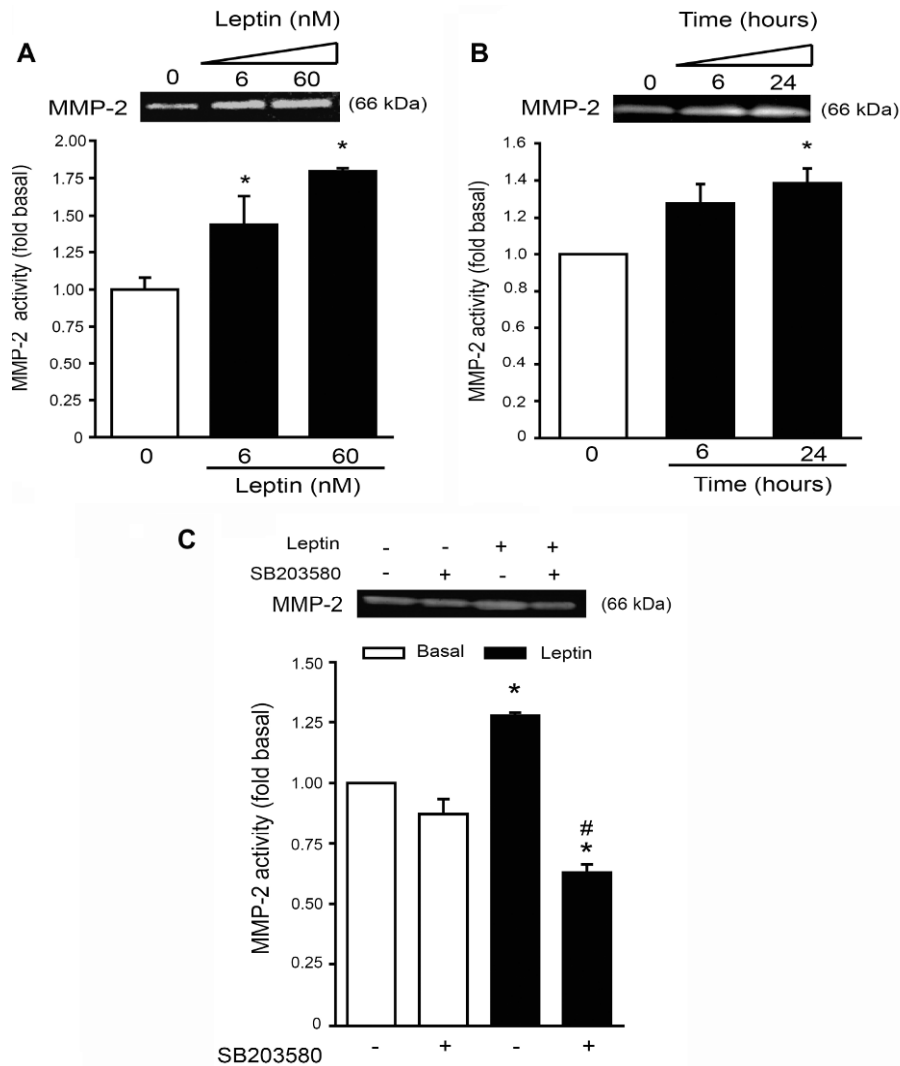 A
Leptin (nM)
0 6 60
MMP-2 (66 kDa)
MMP-2 activity (fold basal)
2.00
1.75
1.50
1.25
1.00
0.75
0.50
0.25
0
* *
0 6 60
Leptin (nM)
B
Time (hours)
0 6 24
MMP-2 (66 kDa)
MMP-2 activity (fold basal)
1.6
1.4
1.2
1.0
0.8
0.6
0.4
0.2
0
*
0 6 24
Time (hours)
C
Leptin - - + +
SB203580 - + - +
MMP-2 (66 kDa)
Basal Leptin
MMP-2 activity (fold basal)
1.50
1.25
1.00
0.75
0.50
0.25
0
*
#
*
SB203580 - + - +